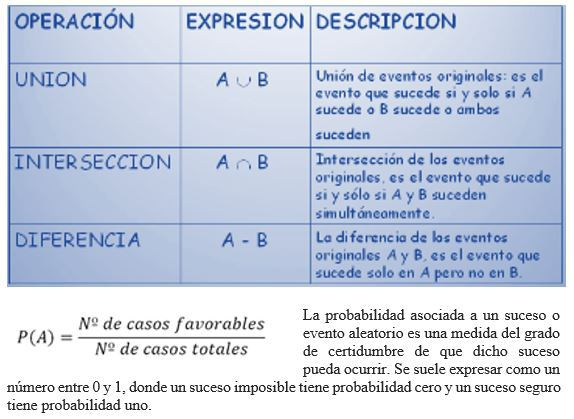 OPERACIÓN EXPRESION DESCRIPCION
UNION A ∪ B Unión de eventos originales: es el
evento que sucede si y solo si A
sucede o B sucede o ambos
suceden
INTERSECCION A ∩ B Intersección de los eventos
originales, es el evento que sucede
si y sólo si A y B suceden
simultáneamente.
DIFERENCIA A - B La diferencia de los eventos
originales A y B, es el evento que
sucede solo en A pero no en B.
P(A) = Nº de casos favorables / Nº de casos totales
La probabilidad asociada a un suceso o
evento aleatorio es una medida del grado
de certidumbre de que dicho suceso
pueda ocurrir. Se suele expresar como un
número entre 0 y 1, donde un suceso imposible tiene probabilidad cero y un suceso seguro
tiene probabilidad uno.